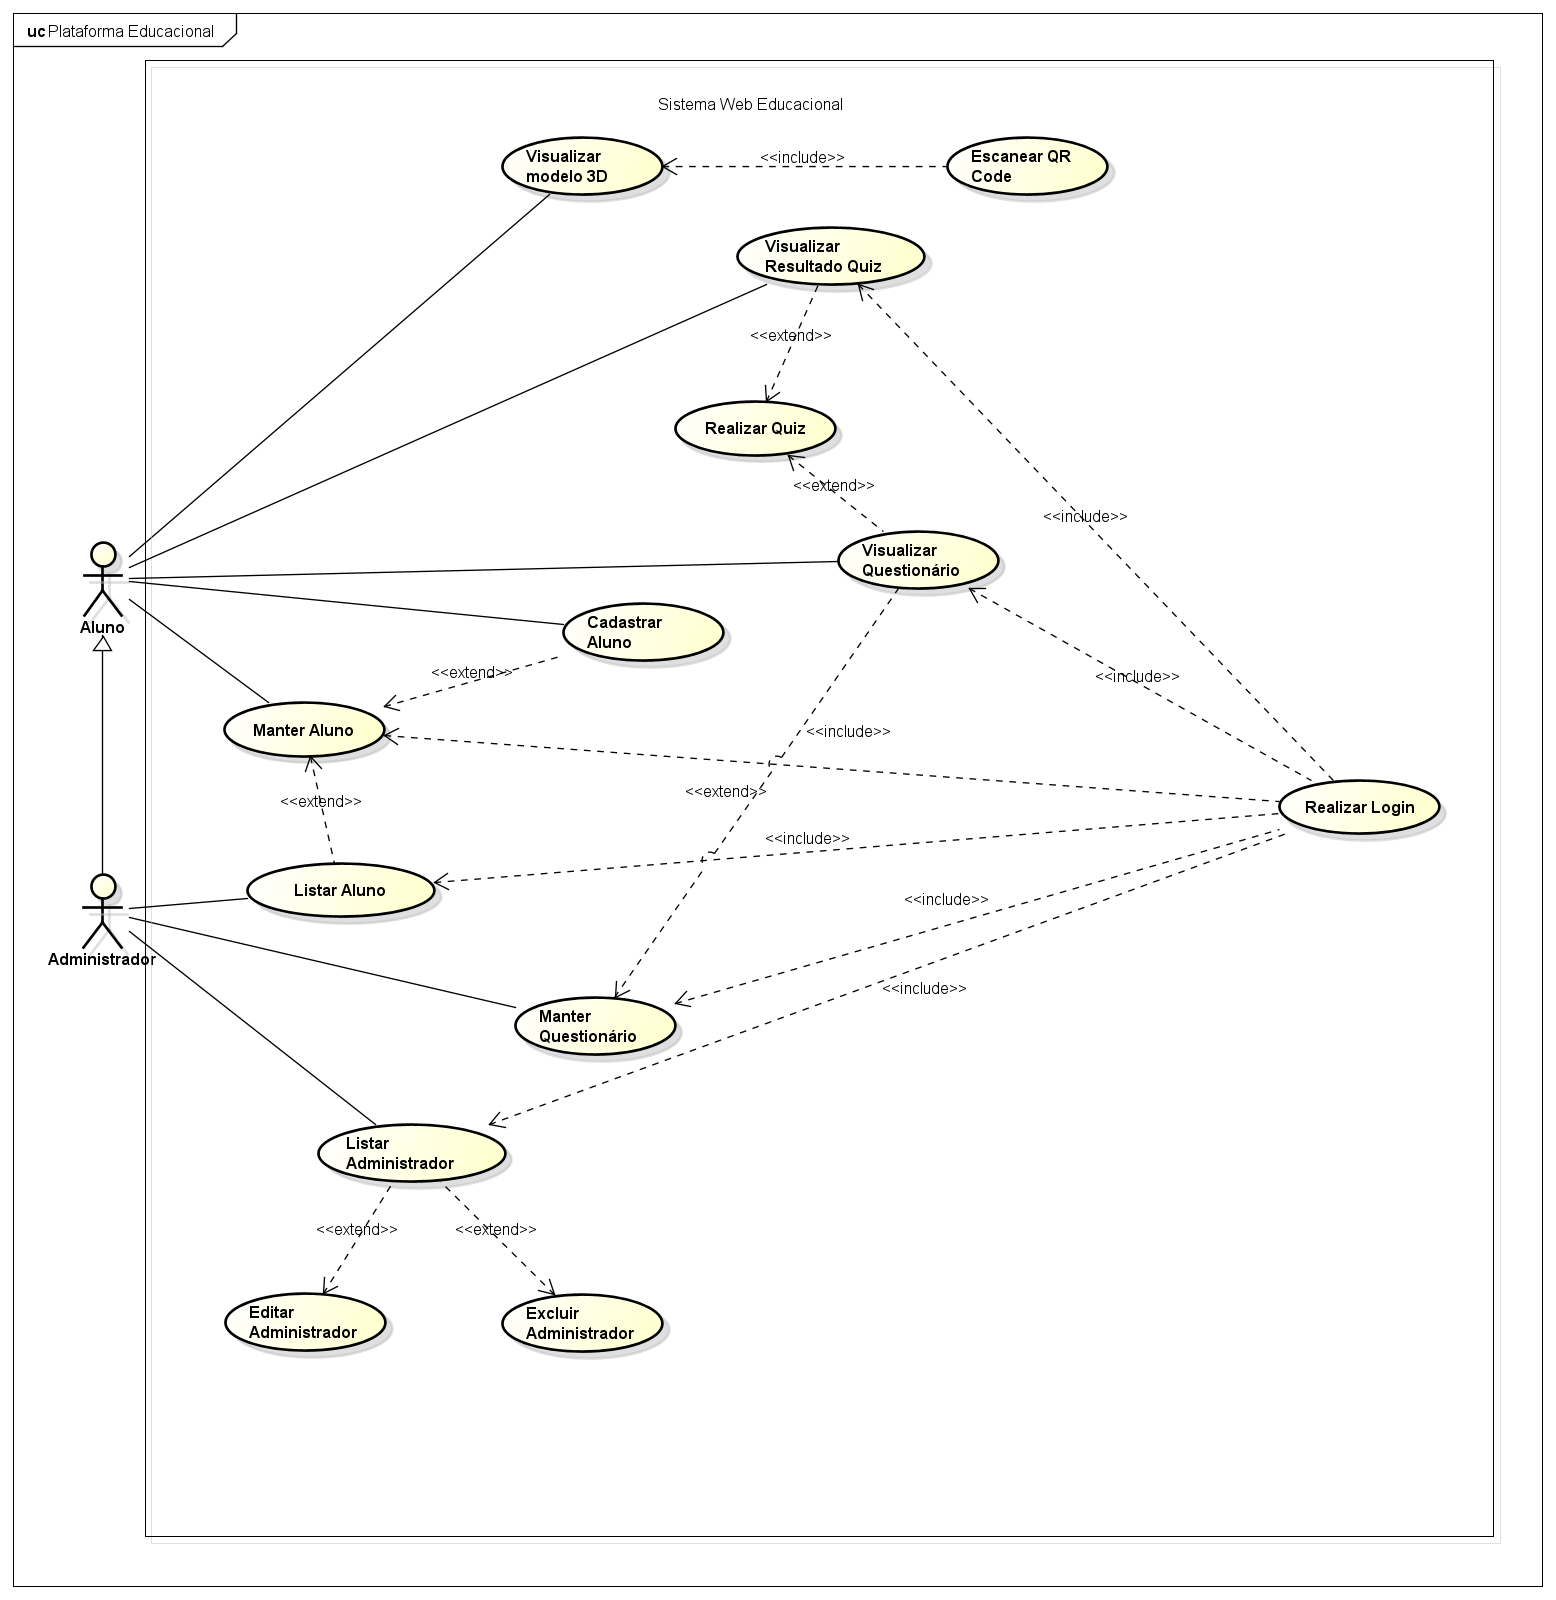 uc Plataforma Educacional
Sistema Web Educacional
Visualizar
modelo 3D
<<include>>
Escanear QR
Code
Visualizar
Resultado Quiz
<<extend>>
Realizar Quiz
<<extend>>
<<include>>
Visualizar
Questionário
Aluno
Cadastrar
Aluno
<<extend>>
<<include>>
Manter Aluno
<<include>>
<<extend>>
<<extend>>
Realizar Login
<<include>>
Listar Aluno
<<include>>
Administrador
<<include>>
Manter
Questionário
Listar
Administrador
<<extend>>
<<extend>>
Editar
Administrador
Excluir
Administrador